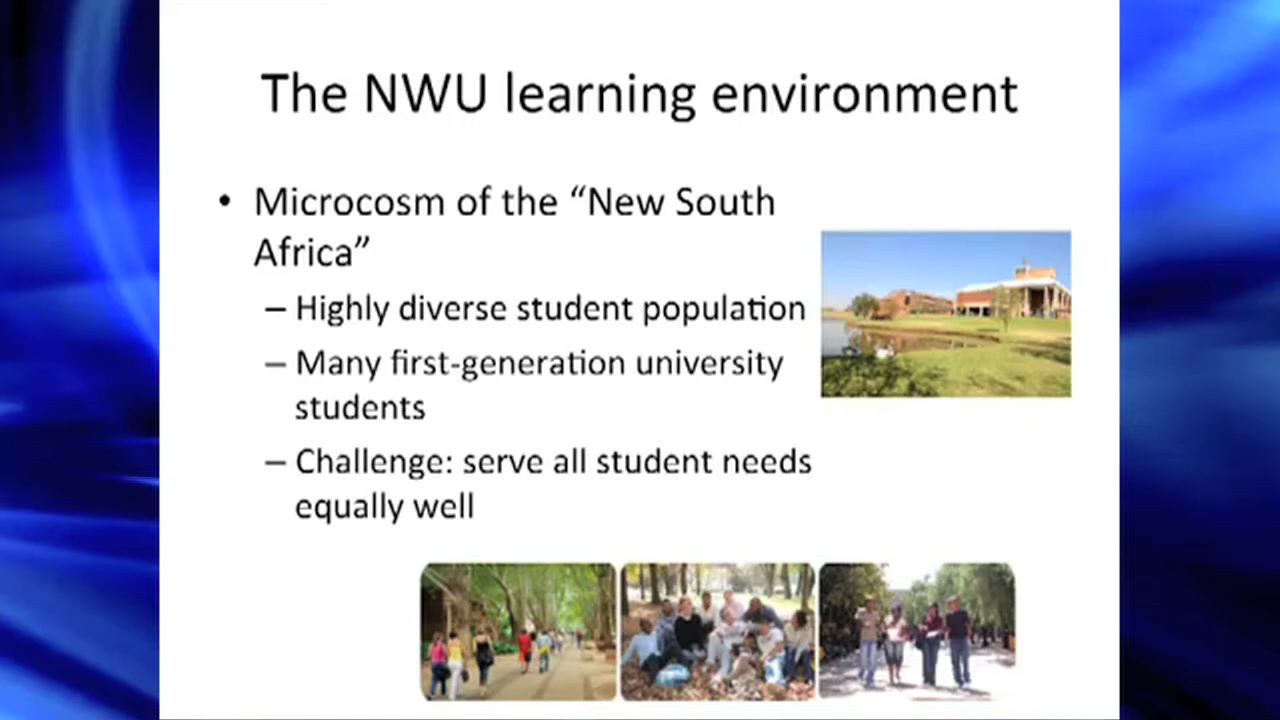 The NWU learning environment
• Microcosm of the “New South
Africa”
– Highly diverse student population
– Many first-generation university
students
– Challenge: serve all student needs
equally well